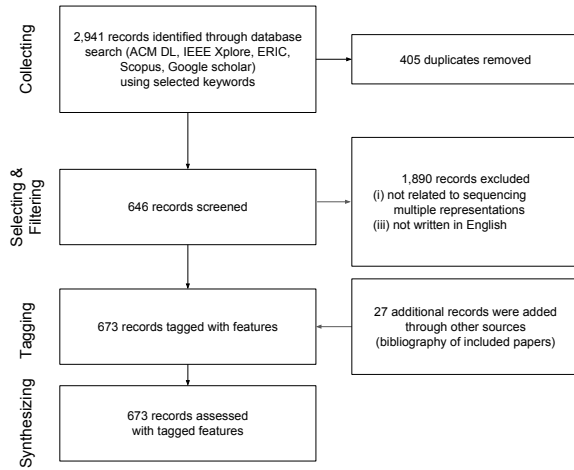 Collecting
2,941 records identified through database
search (ACM DL, IEEE Xplore, ERIC,
Scopus, Google scholar)
using selected keywords
405 duplicates removed
Selecting &
Filtering
646 records screened
1,890 records excluded
(i) not related to sequencing
multiple representations
(iii) not written in English
Tagging
673 records tagged with features
27 additional records were added
through other sources
(bibliography of included papers)
Synthesizing
673 records assessed
with tagged features